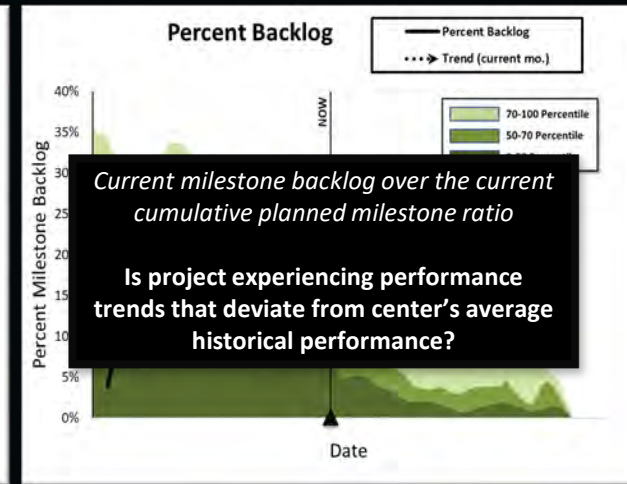 Percent Backlog
Percent Backlog
Trend (current mo.)
40%
35%
30
25
20
15
10
5%
0%
Percent Milestone Backlog
NOW
70-100 Percentile
50-70 Percentile
Current milestone backlog over the current
cumulative planned milestone ratio
Is project experiencing performance
trends that deviate from center's average
historical performance?
Date